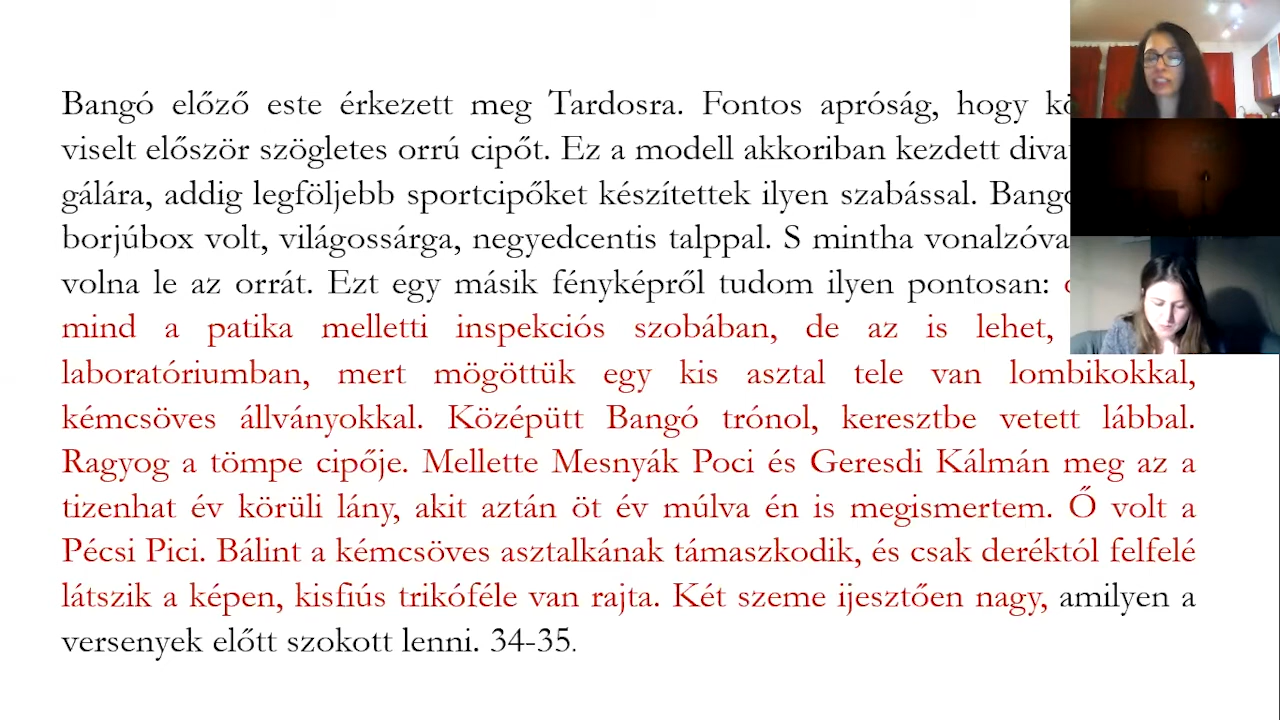 Bangó előző este érkezett meg Tardosra. Fontos apróság, hogy
viselt először szögletes orrú cipőt. Ez a modell akkoriban kezdett
gálára, addig legföljebb sportcipőket készítettek ilyen szabással.
borjúbox volt, világossárga, negyedcentis talppal. S mintha
volna le az orrát. Ezt egy másik fényképről tudom ilyen pontosan:
mind a patika melletti inspekciós szobában, de az is lehet,
laboratóriumban, mert mögöttük egy kis asztal tele van lombikokkal,
kémcsöves állványokkal. Középütt Bangó trónol, keresztbe vetett lábbal.
Ragyog a tömpe cipője. Mellette Mesnyák Poci és Geresdi Kálmán meg az a
tizenhat év körüli lány, akit aztán öt év múlva én is megismertem. Ő volt a
Pécsi Pici. Bálint a kémcsöves asztalkának támaszkodik, és csak deréktól felfelé
látszik a képen, kisfiús trikóféle van rajta. Két szeme ijesztően nagy, amilyen a
versenyek előtt szokott lenni. 34-35.